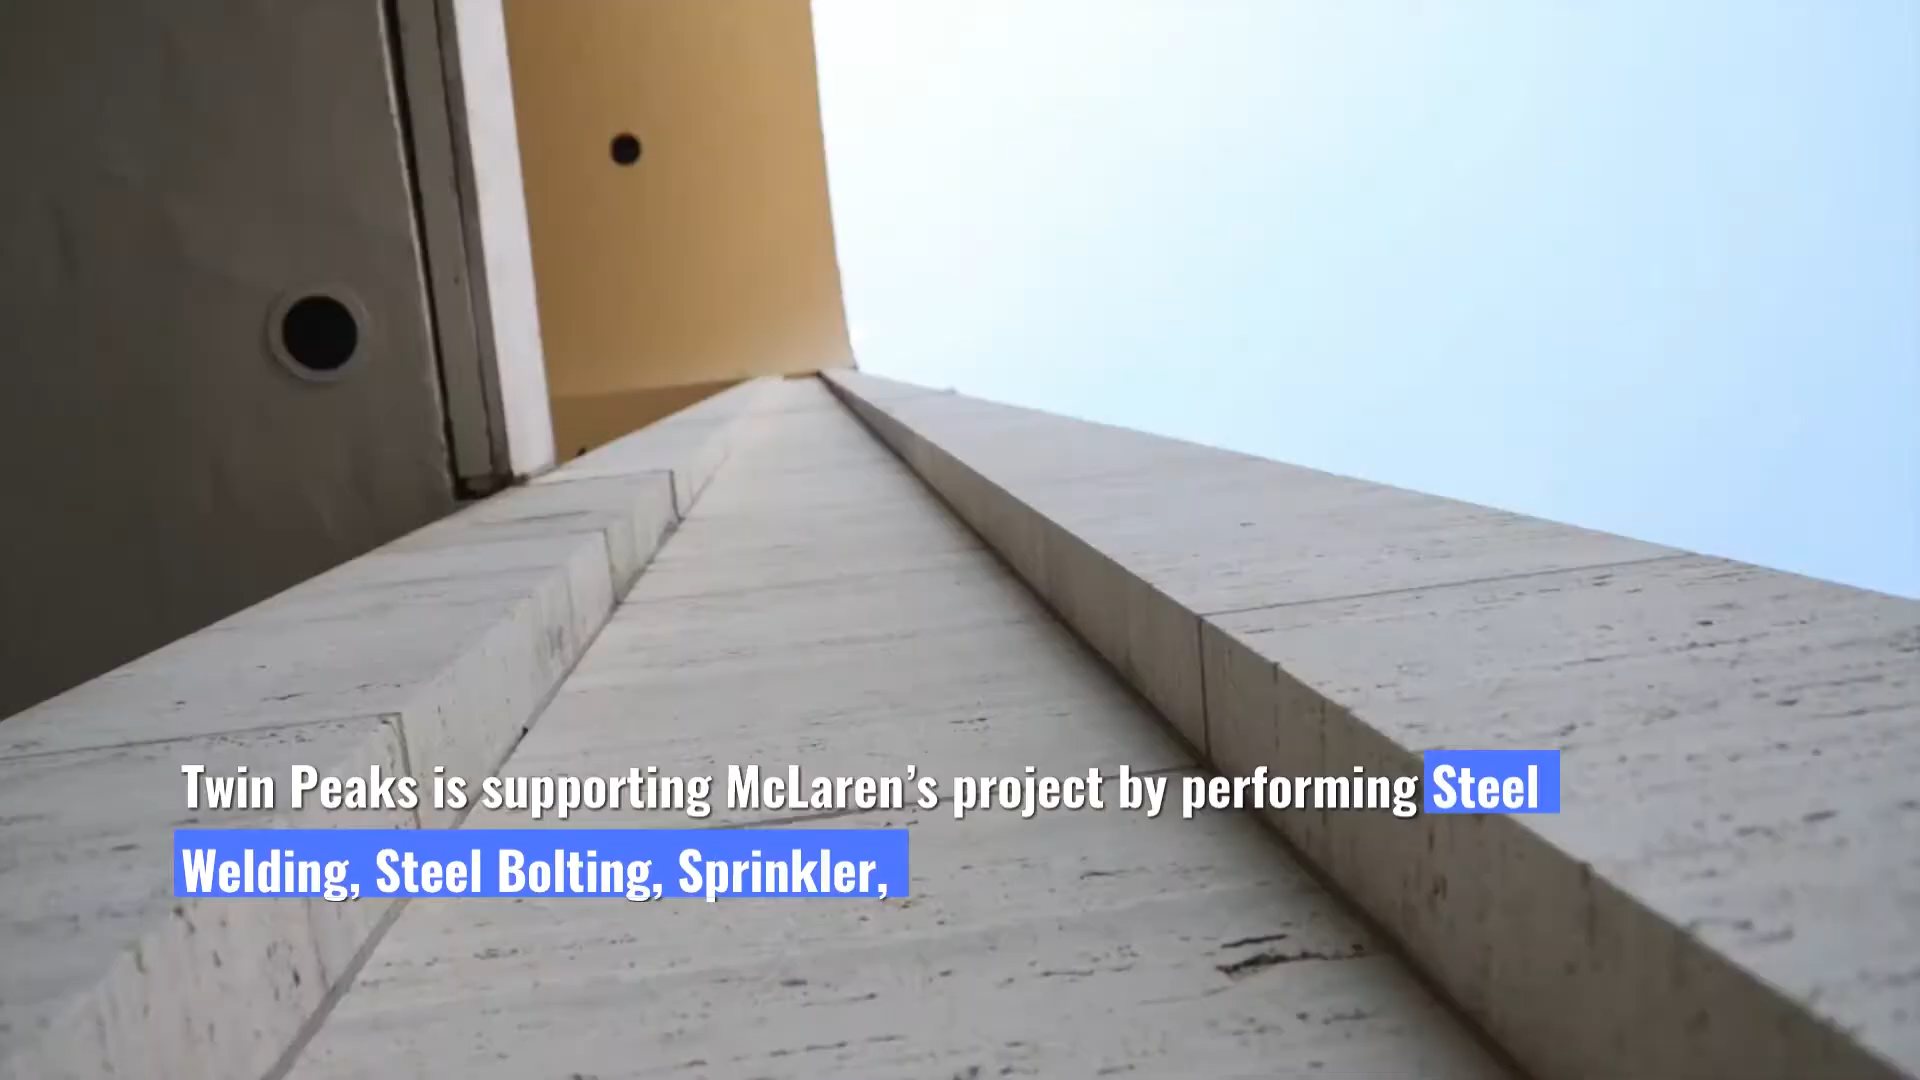 Twin Peaks is supporting McLaren’s project by performing Steel
Welding, Steel Bolting, Sprinkler,